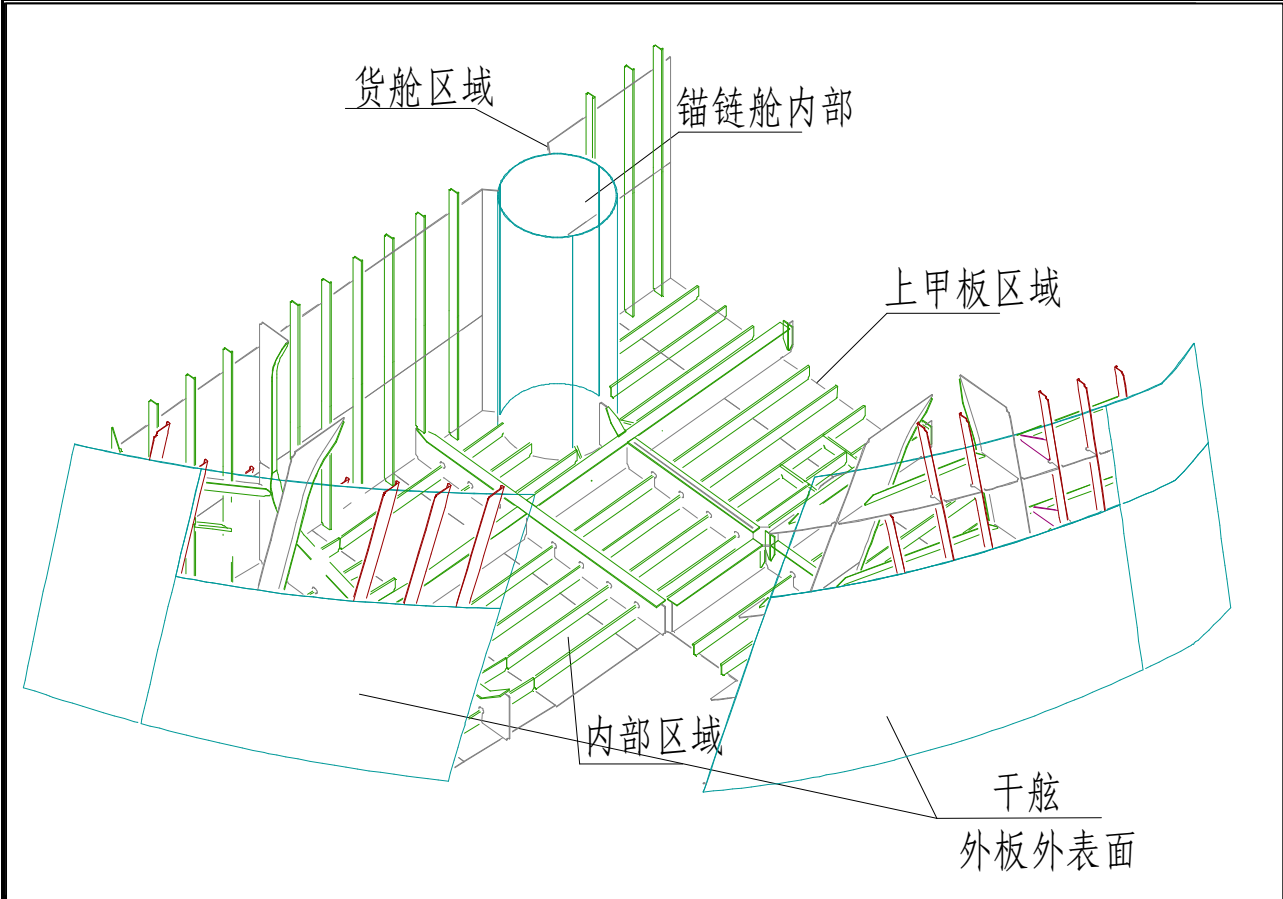 货舱区域
锚链舱内部
上甲板区域
内部区域
干舷
外板外表面